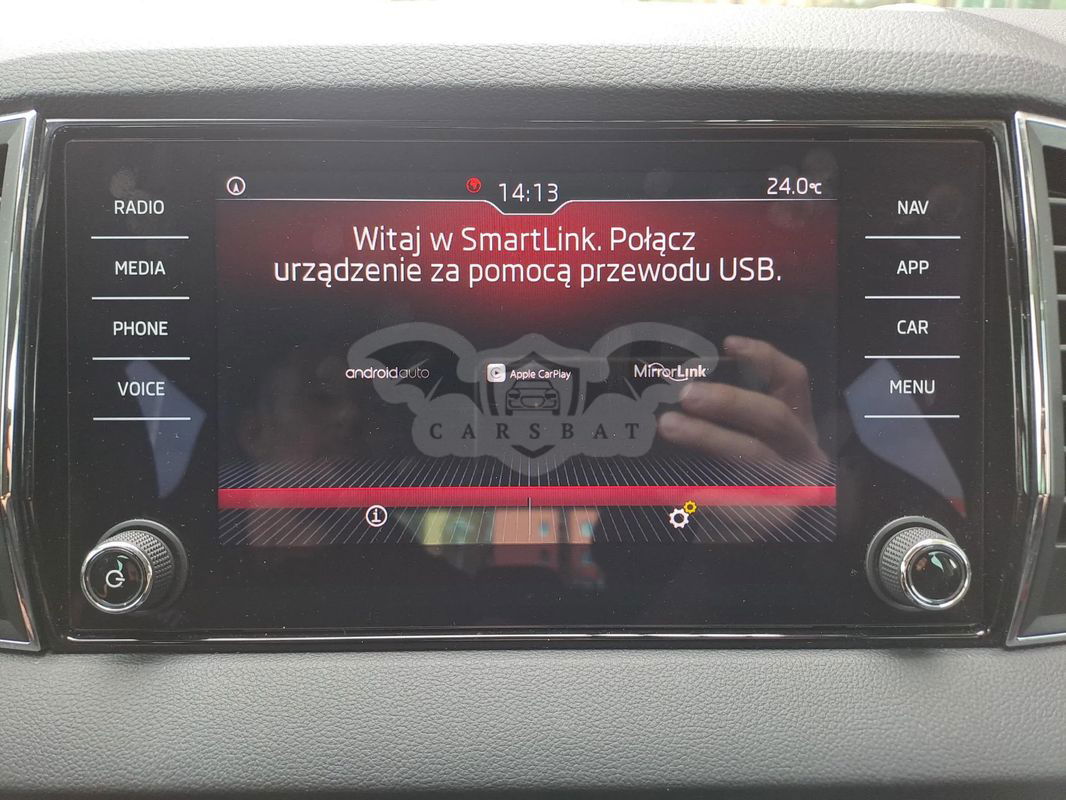 14:13
24.0°C
Witaj w SmartLink. Połącz
urządzenie za pomocą przewodu USB.
RADIO
MEDIA
PHONE
VOICE
NAV
APP
CAR
MENU
androidauto
Apple CarPlay
MirrorLink
CARSBAT